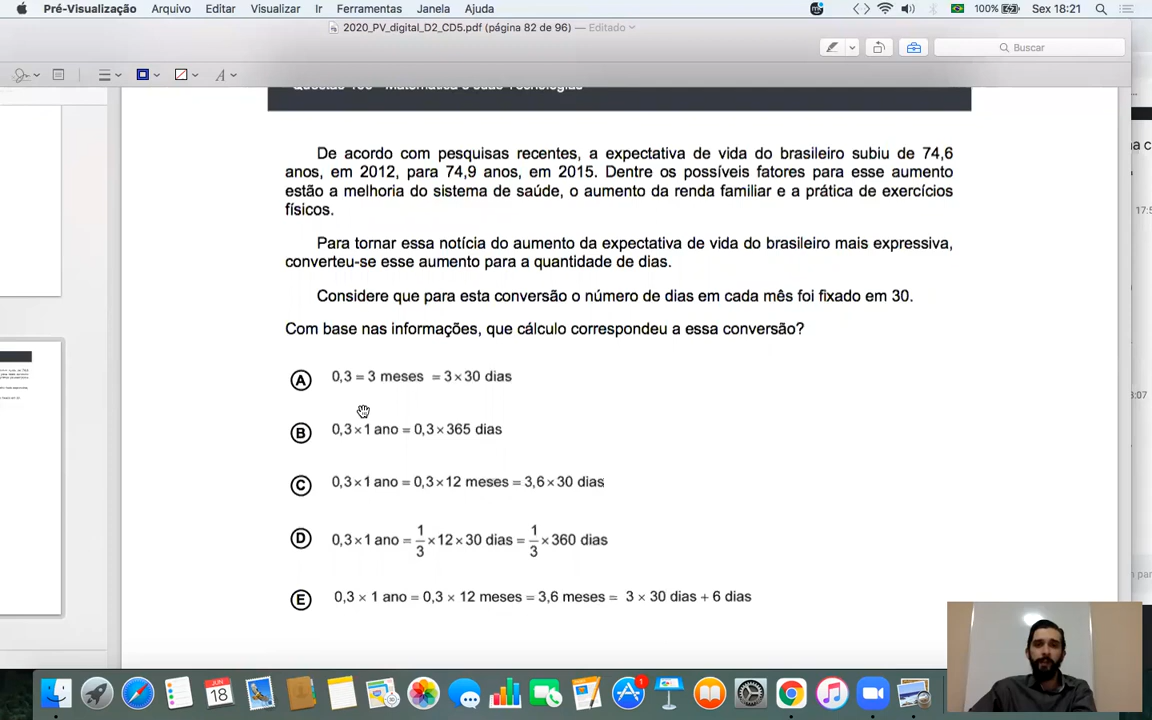 Pré-Visualização Arquivo Editar Visualizar Ir Ferramentas Janela Ajuda 100% Sex 18:21
2020_PV_digital_D2_CD5.pdf (página 82 de 96) — Editado
Buscar
De acordo com pesquisas recentes, a expectativa de vida do brasileiro subiu de 74,6
anos, em 2012, para 74,9 anos, em 2015. Dentre os possíveis fatores para esse aumento
estão a melhoria do sistema de saúde, o aumento da renda familiar e a prática de exercícios
físicos.
Para tornar essa notícia do aumento da expectativa de vida do brasileiro mais expressiva,
converteu-se esse aumento para a quantidade de dias.
Considere que para esta conversão o número de dias em cada mês foi fixado em 30.
Com base nas informações, que cálculo correspondeu a essa conversão?
A 0,3 = 3 meses = 3 × 30 dias
B 0,3 × 1 ano = 0,3 × 365 dias
C 0,3 × 1 ano = 0,3 × 12 meses = 3,6 × 30 dias
D 0,3 × 1 ano = 1/3 × 12 × 30 dias = 1/3 × 360 dias
E 0,3 × 1 ano = 0,3 × 12 meses = 3,6 meses = 3 × 30 dias + 6 dias
JUN
18
1